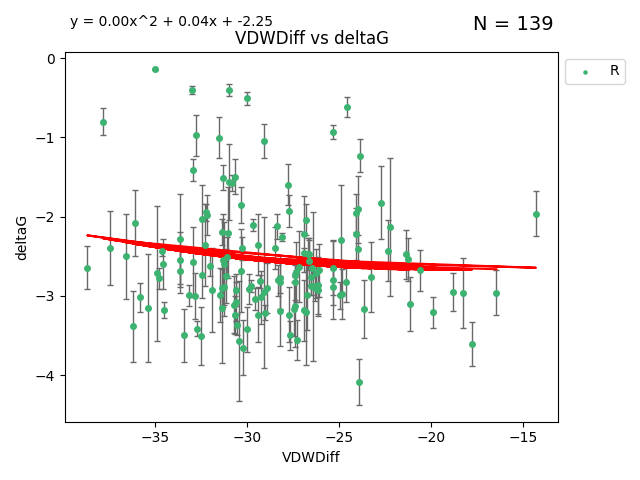 y = 0.00x^2 + 0.04x + -2.25
N = 139
VDWDiff vs deltaG
R
0
−1
−2
−3
−4
deltaG
−35
−30
−25
−20
−15
VDWDiff